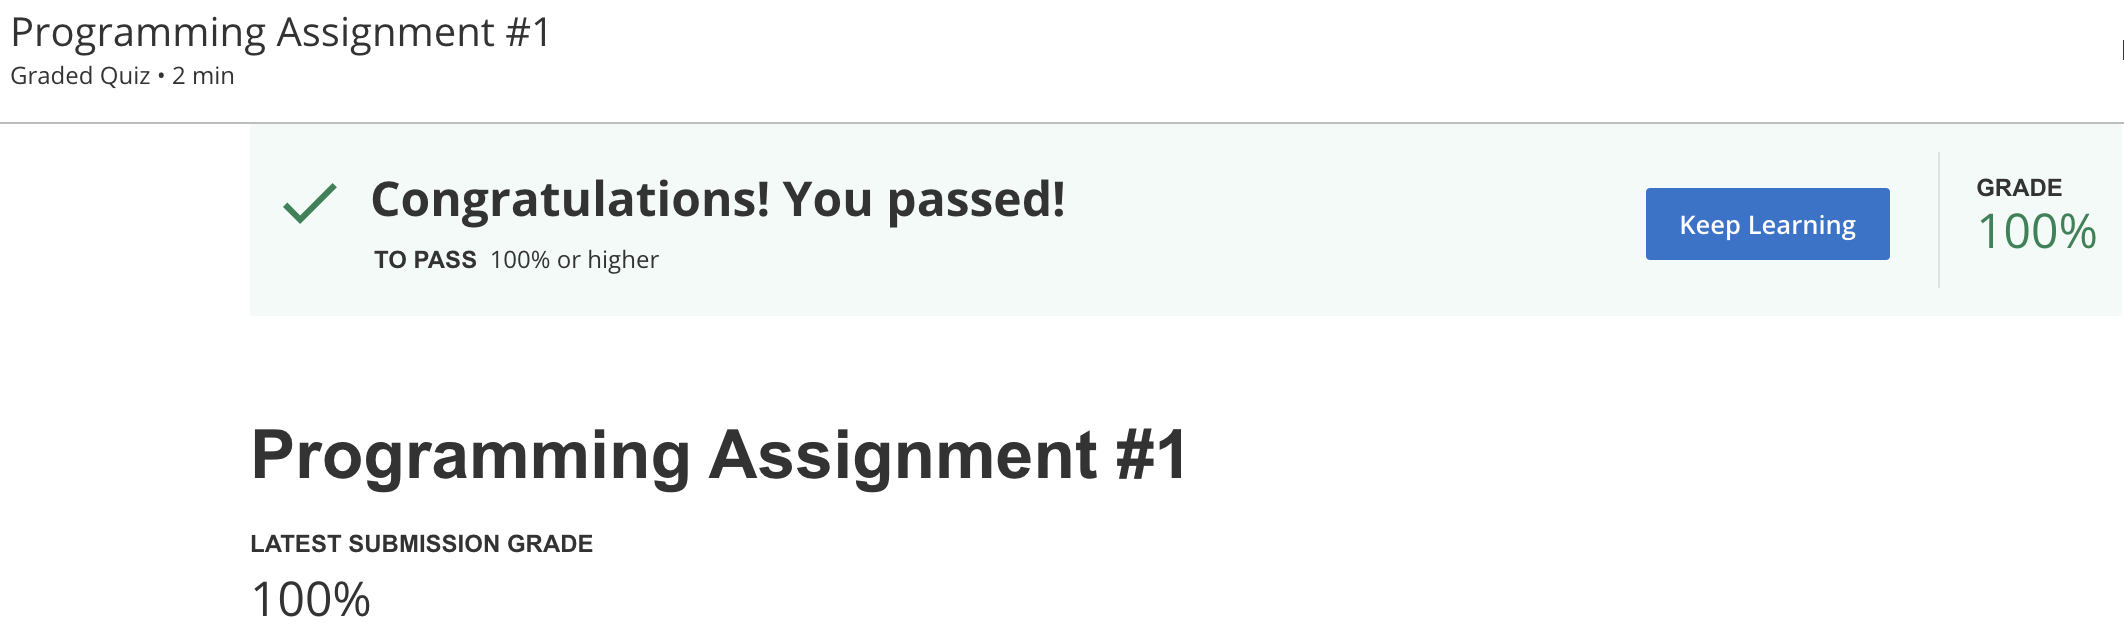 Programming Assignment #1
Graded Quiz • 2 min
Congratulations! You passed!
TO PASS 100% or higher
Keep Learning
GRADE
100%
Programming Assignment #1
LATEST SUBMISSION GRADE
100%